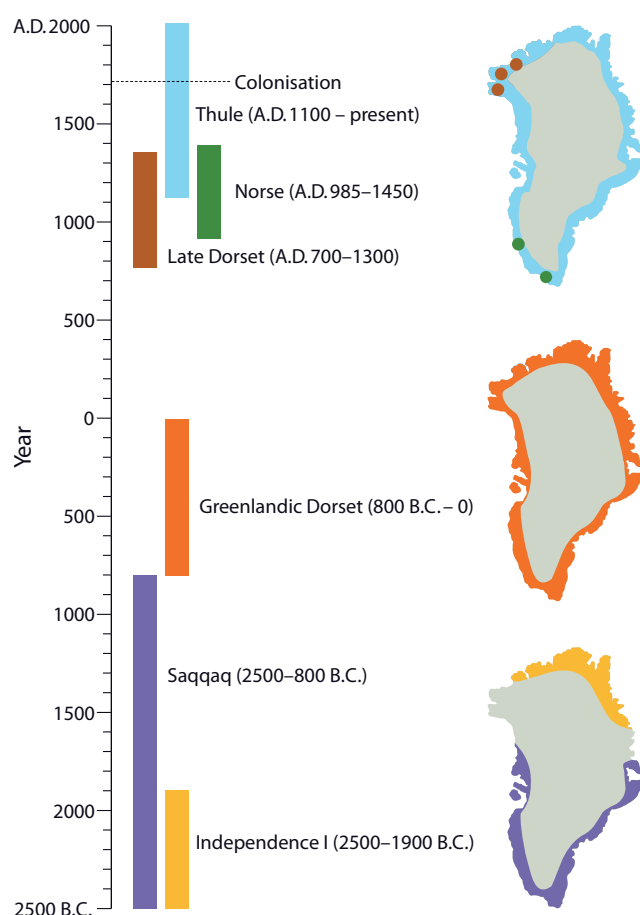 A.D. 2000
Colonisation
Thule (A.D. 1100 – present)
1500
Norse (A.D. 985–1450)
1000
Late Dorset (A.D. 700–1300)
500
0
Year
Greenlandic Dorset (800 B.C. – 0)
500
1000
Saqqaq (2500–800 B.C.)
1500
2000
Independence I (2500–1900 B.C.)
2500 B.C.